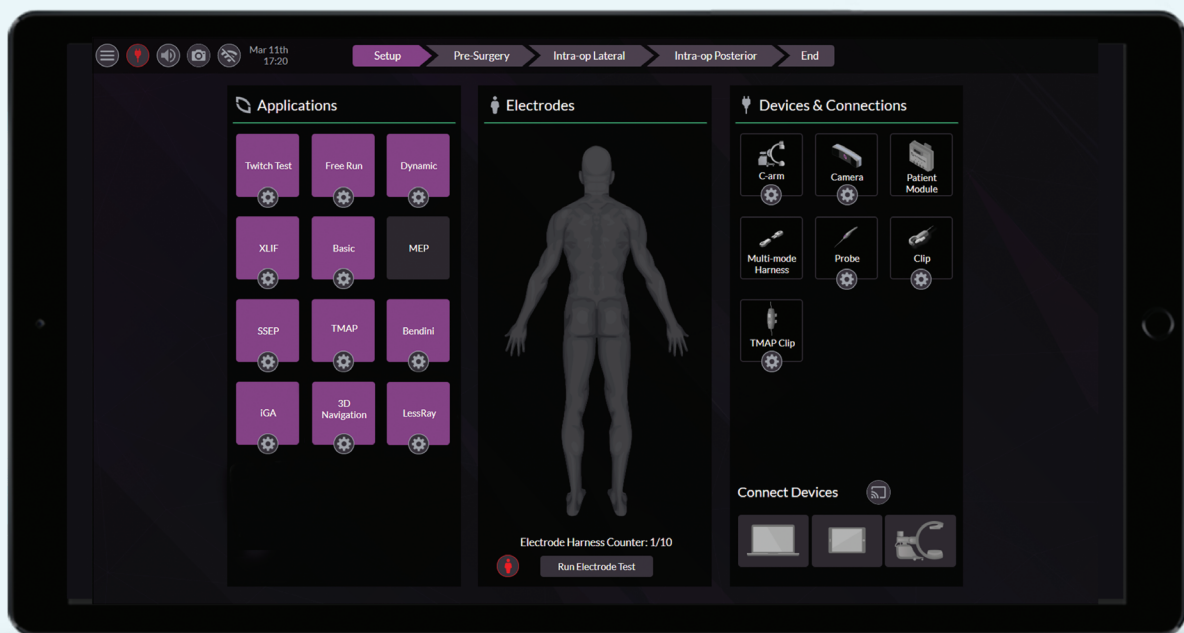 Mar 11th
17:20
Setup
Pre-Surgery
Intra-op Lateral
Intra-op Posterior
End
Applications
Twitch Test
Free Run
Dynamic
XLIF
Basic
MEP
SSEP
TMAP
Bendini
iGA
3D
Navigation
LessRay
Electrodes
Electrode Harness Counter: 1/10
Run Electrode Test
Devices & Connections
C-arm
Camera
Patient
Module
Multi-mode
Harness
Probe
Clip
TMAP Clip
Connect Devices